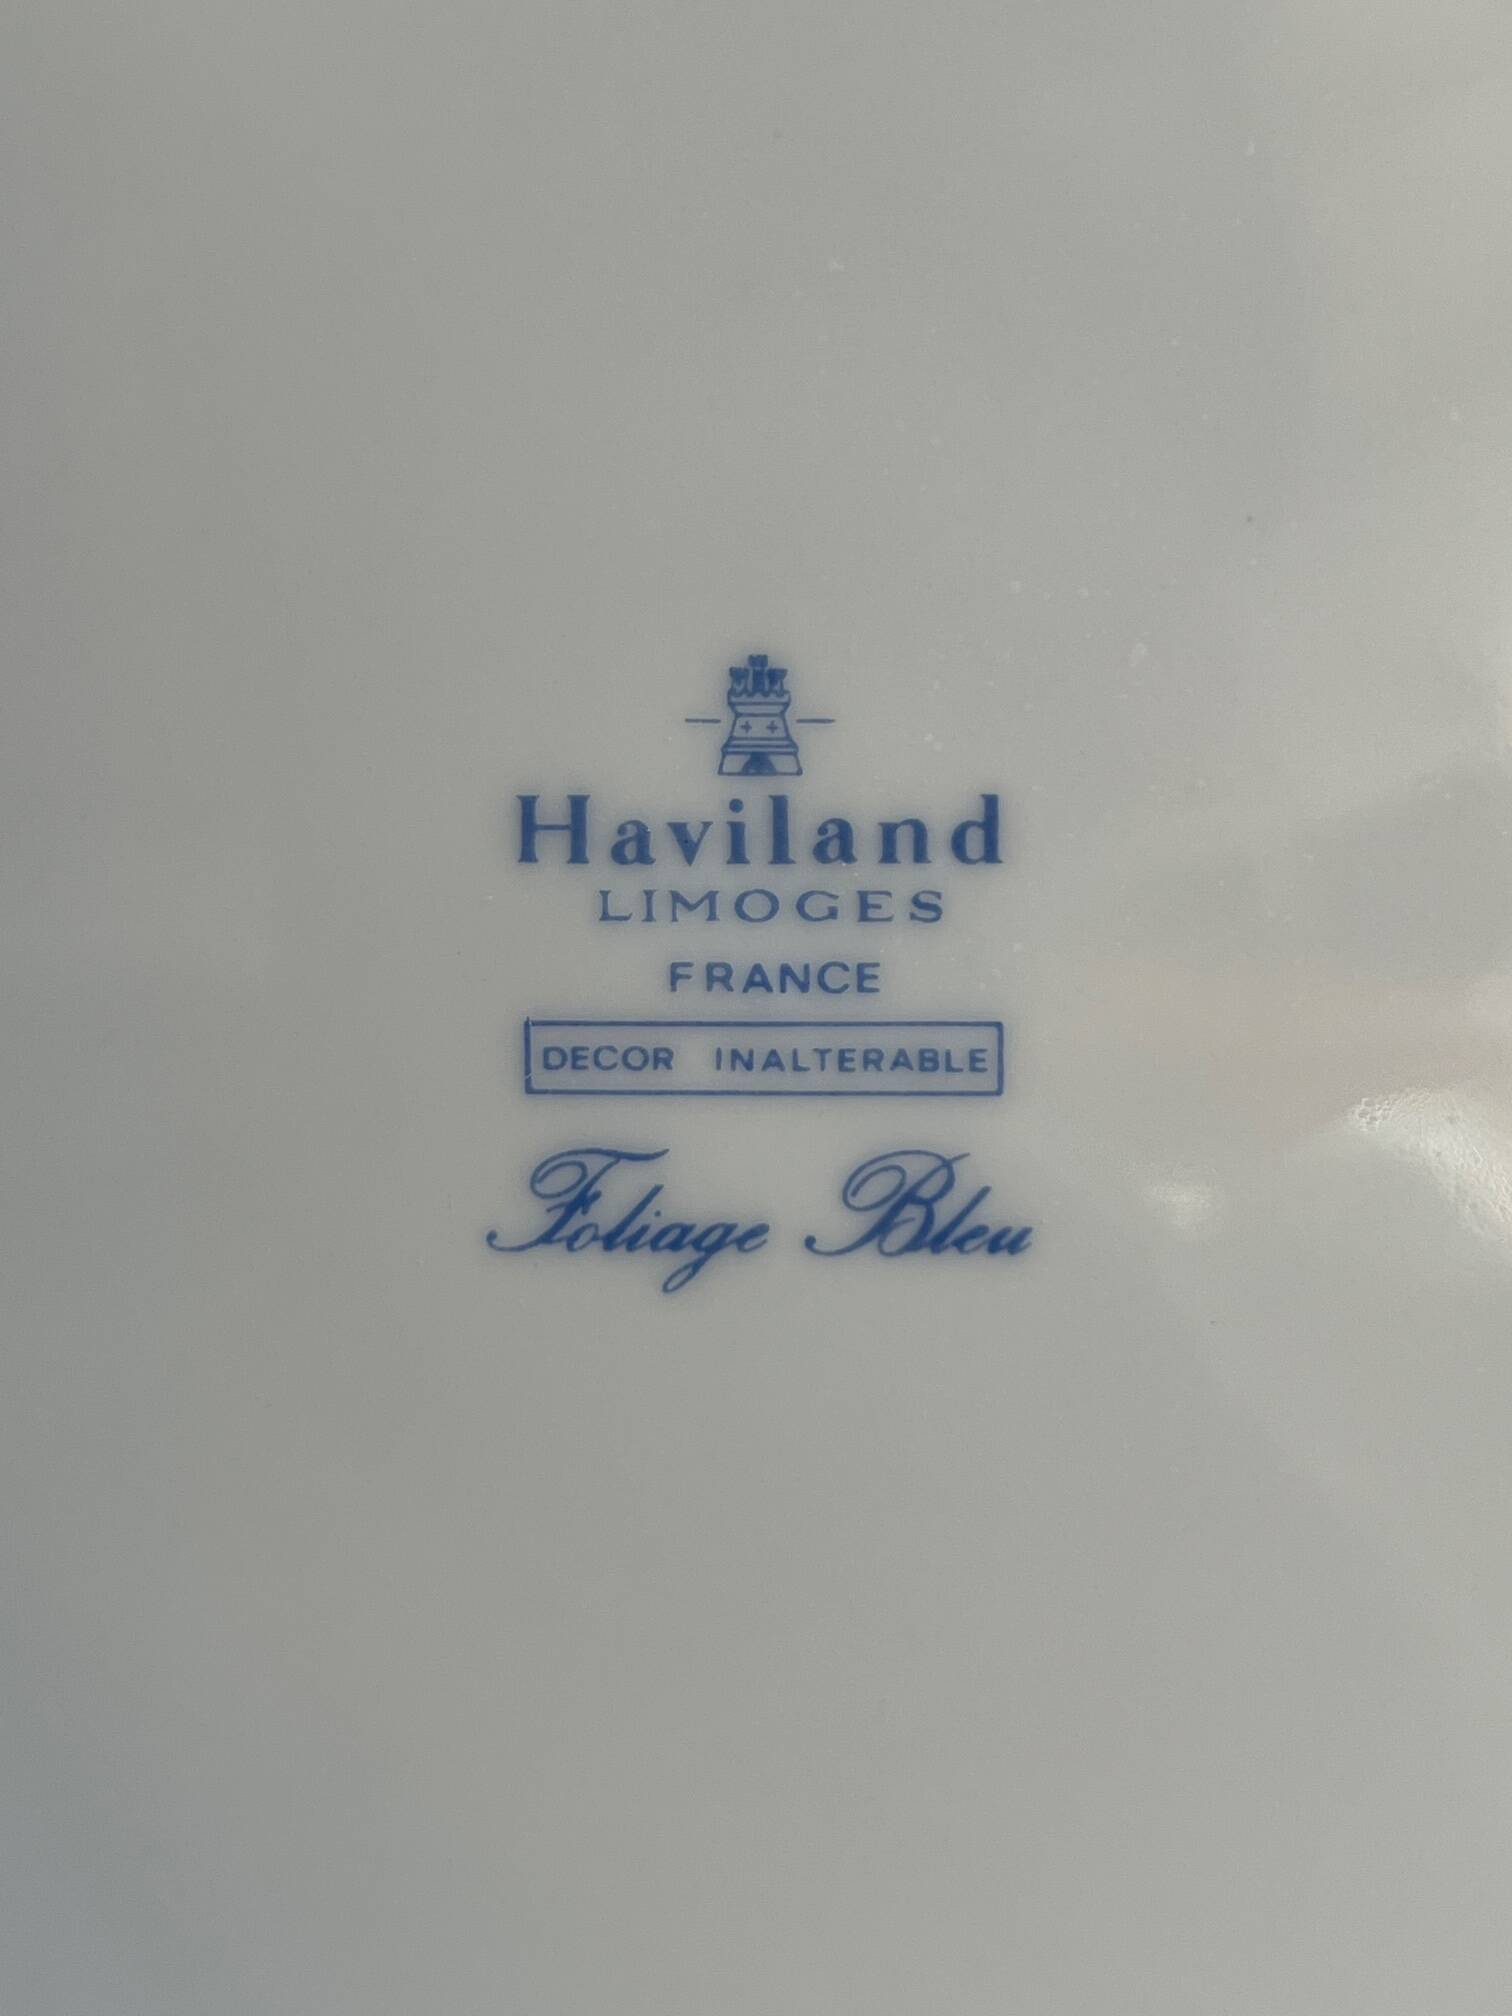 Haviland
LIMOGES
FRANCE
DECOR INALTERABLE
Foliage Bleu